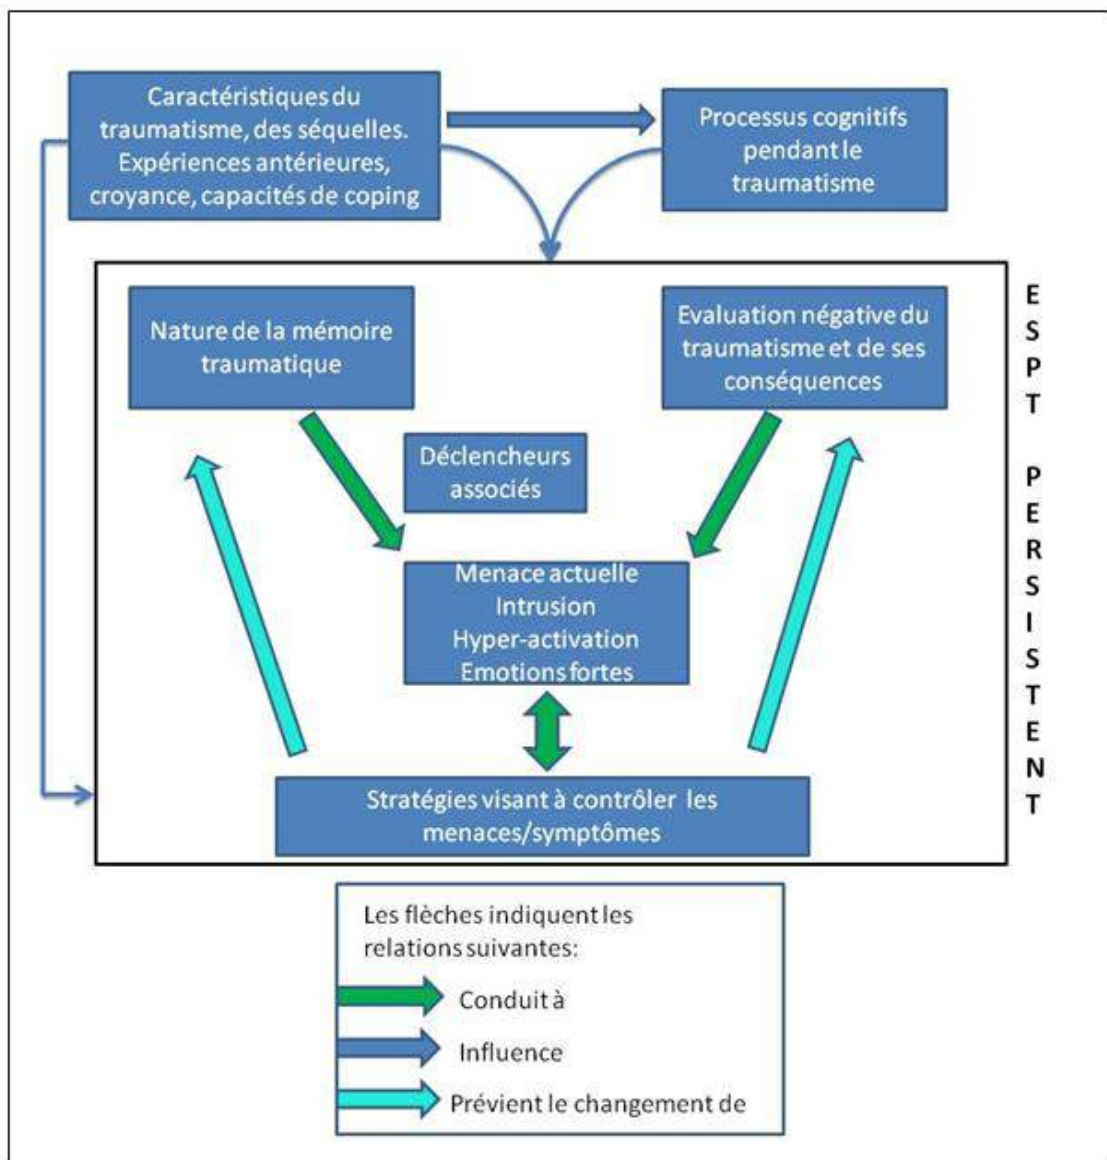 Caractéristiques du
traumatisme, des séquelles.
Expériences antérieures,
croyance, capacités de coping
Processus cognitifs
pendant le
traumatisme
Nature de la mémoire
traumatique
Evaluation négative du
traumatisme et de ses
conséquences
Déclencheurs
associés
Menace actuelle
Intrusion
Hyper-activation
Emotions fortes
Stratégies visant à contrôler les
menaces/symptômes
ESPT PERSISTENT
Les flèches indiquent les
relations suivantes:
Conduit à
Influence
Prévient le changement de